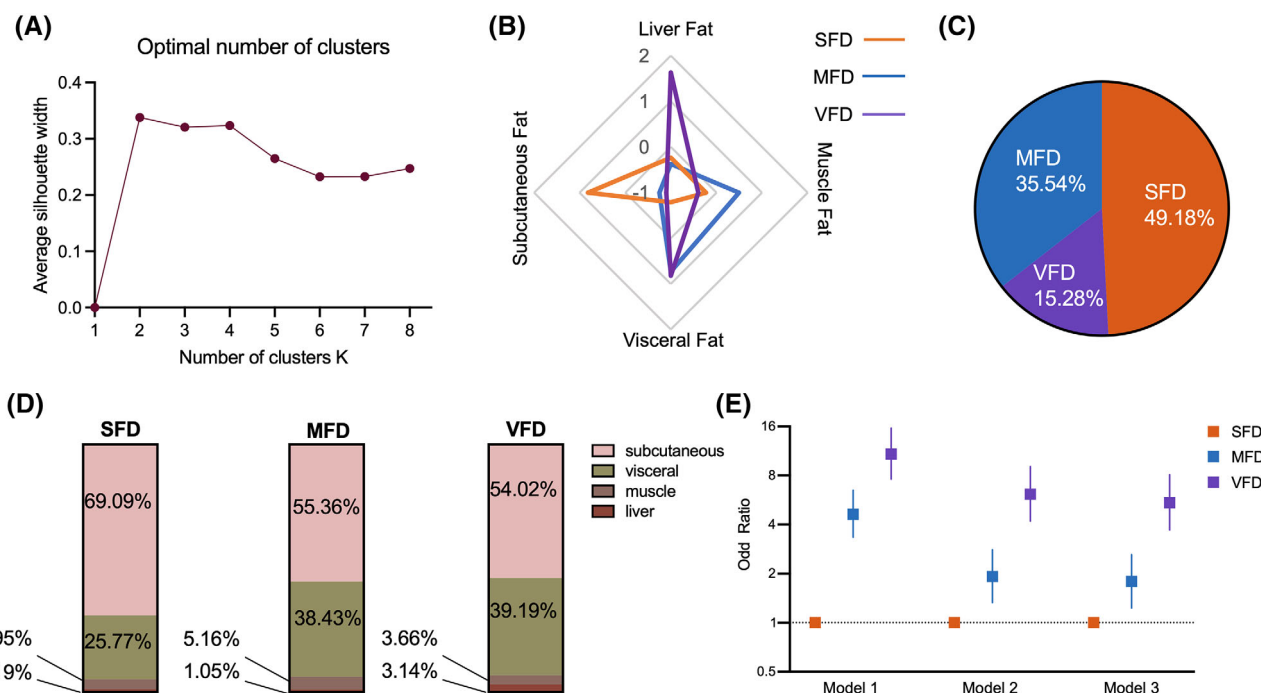 (A)
Optimal number of clusters
Average silhouette width
0.4
0.3
0.2
0.1
0.0
1 2 3 4 5 6 7 8
Number of clusters K
(B)
Liver Fat
2
1
0
-1
Subcutaneous Fat
Muscle Fat
Visceral Fat
SFD
MFD
VFD
(C)
MFD
35.54%
SFD
49.18%
VFD
15.28%
(D)
SFD MFD VFD
69.09% 55.36% 54.02%
25.77% 38.43% 39.19%
95% 5.16% 3.66%
9% 1.05% 3.14%
subcutaneous
visceral
muscle
liver
(E)
Odd Ratio
16
8
4
2
1
0.5
Model 1 Model 2 Model 3
SFD
MFD
VFD